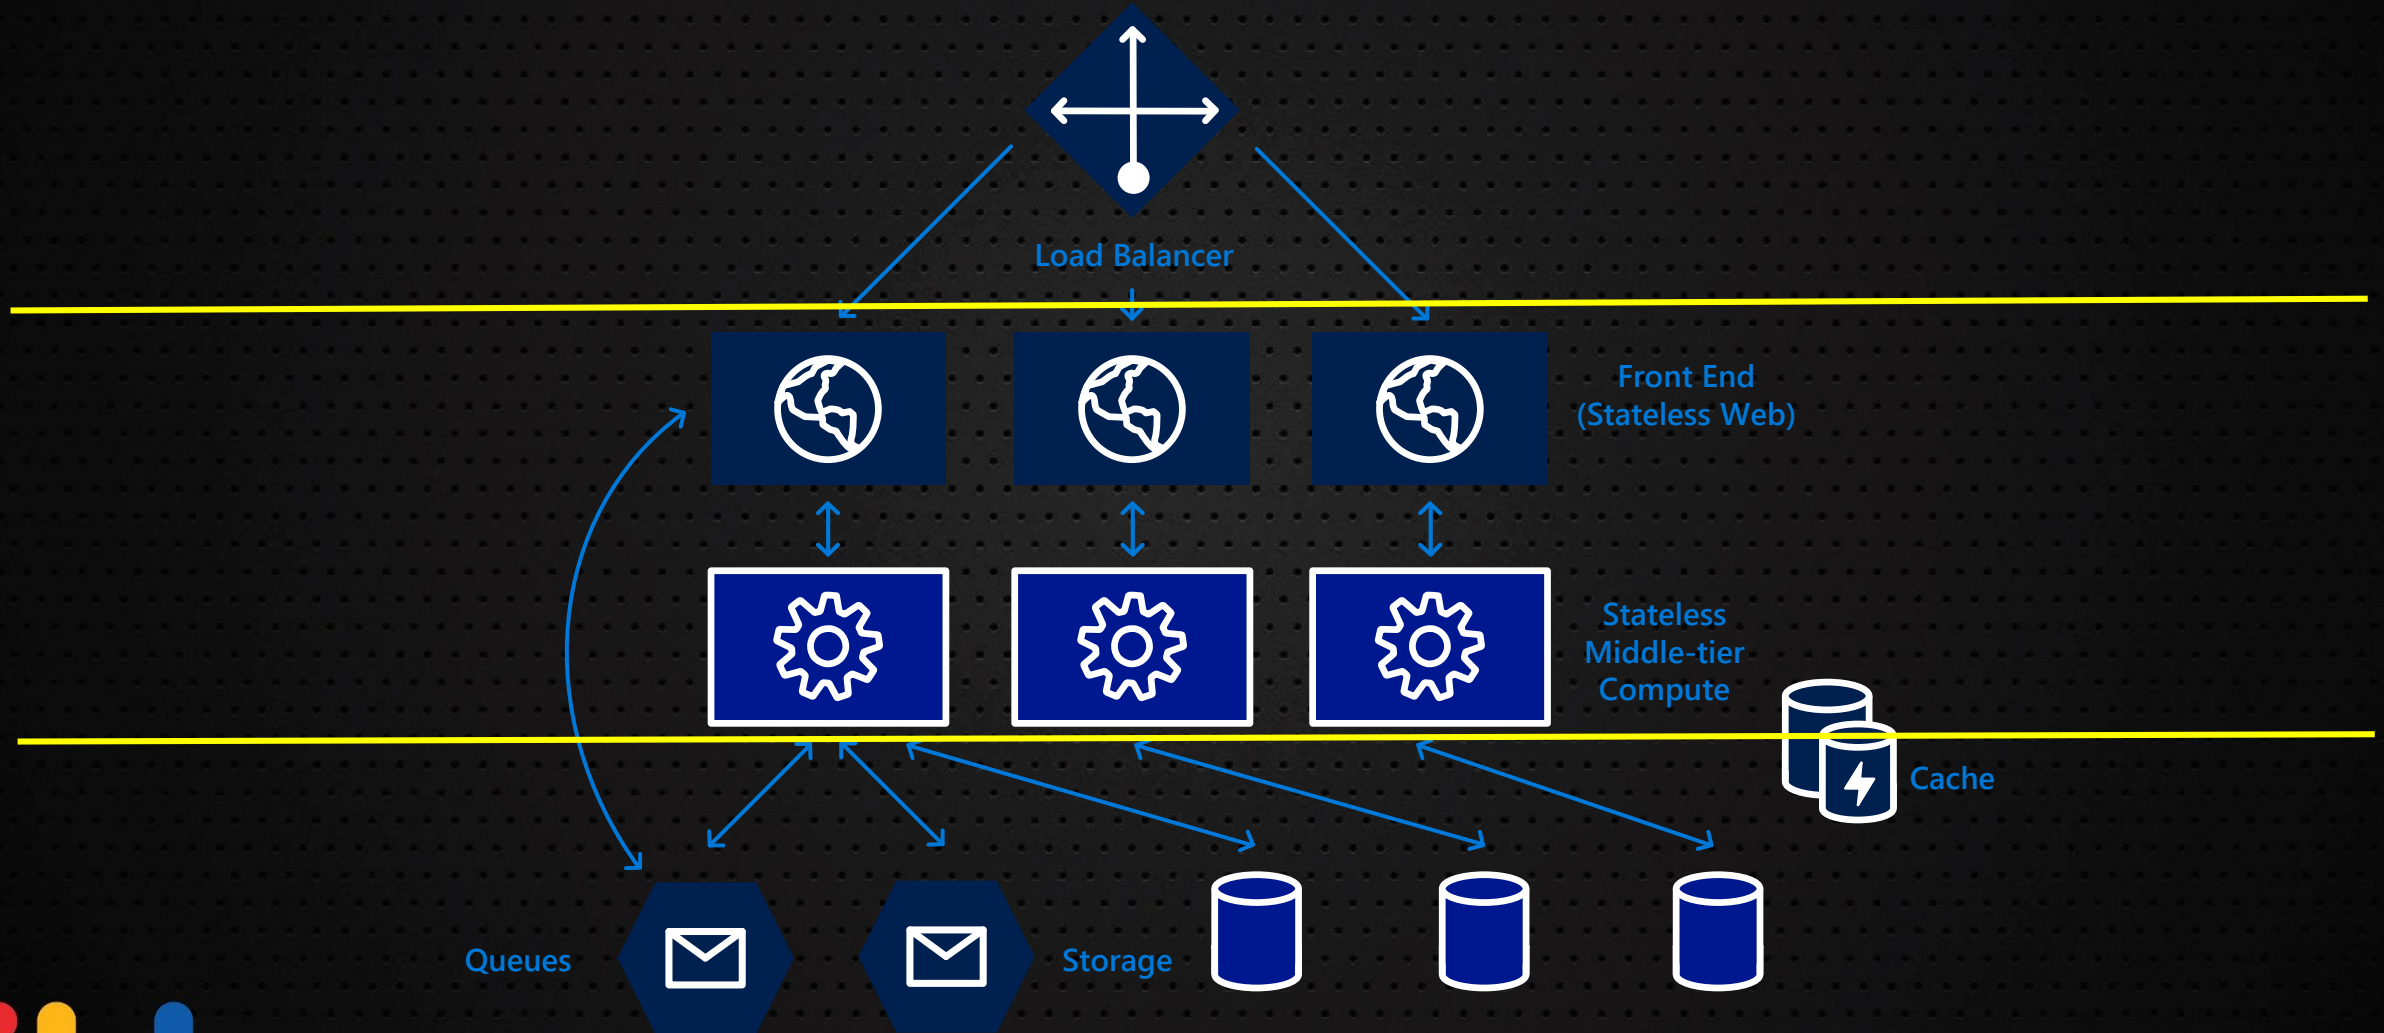 Load Balancer
Front End
(Stateless Web)
Stateless
Middle-tier
Compute
Cache
Queues
Storage